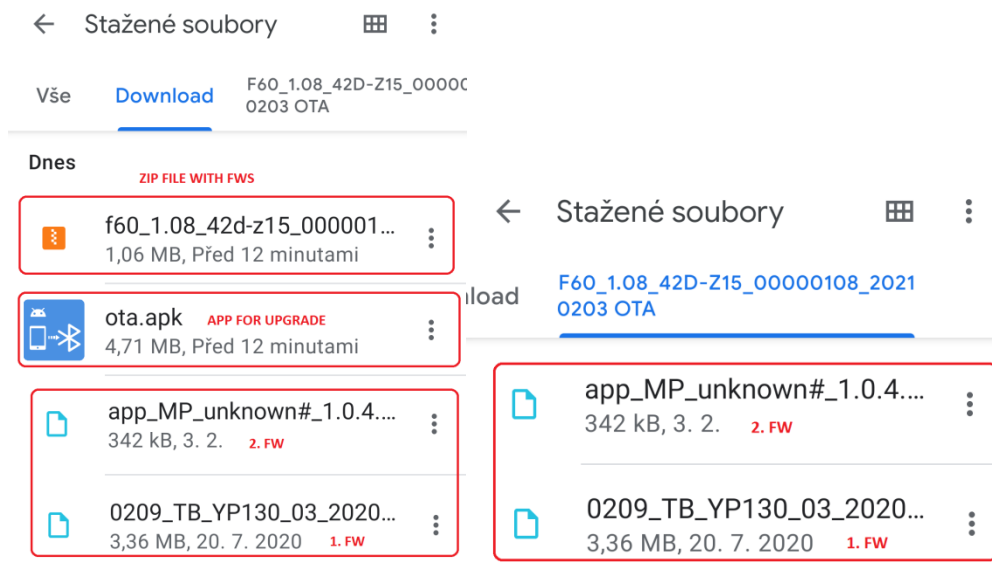 Stažené soubory
Vše
Download
F60_1.08_42D-Z15_0000
0203 OTA
Dnes
ZIP FILE WITH FWS
f60_1.08_42d-z15_000001...
1,06 MB, Před 12 minutami
ota.apk
APP FOR UPGRADE
4,71 MB, Před 12 minutami
app_MP_unknown#_1.0.4....
342 kB, 3. 2.
2. FW
0209_TB_YP130_03_2020...
3,36 MB, 20. 7. 2020
1. FW
Stažené soubory
load
F60_1.08_42D-Z15_00000108_2021
0203 OTA
app_MP_unknown#_1.0.4....
342 kB, 3. 2.
2. FW
0209_TB_YP130_03_2020...
3,36 MB, 20. 7. 2020
1. FW